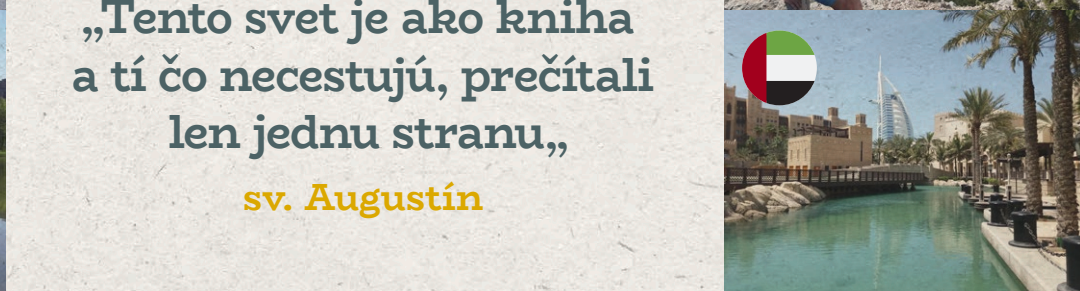 „Tento svet je ako kniha
a tí čo necestujú, prečítali
len jednu stranu„
sv. Augustín